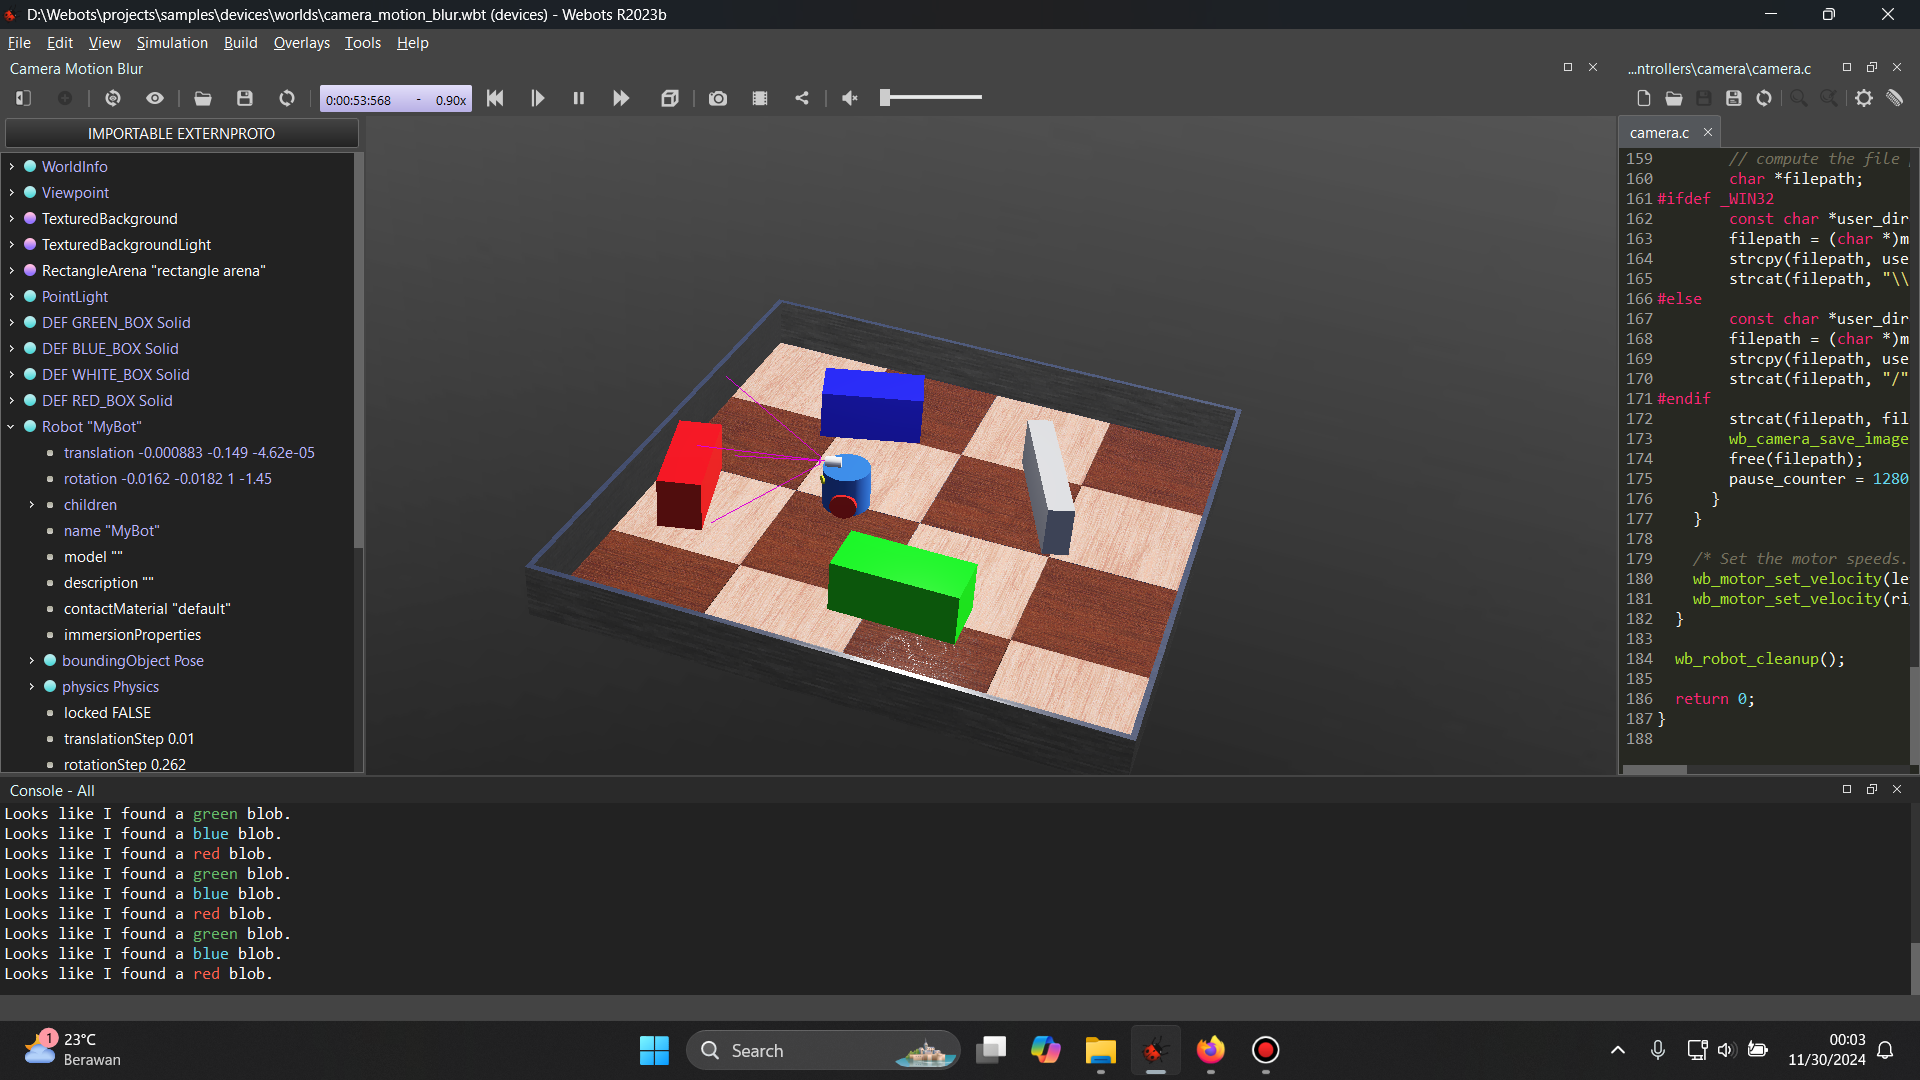 D:\Webots\projects\samples\devices\worlds\camera_motion_blur.wbt (devices) - Webots R2023b
File Edit View Simulation Build Overlays Tools Help
Camera Motion Blur
...ntrollers\camera\camera.c
0:00:53:568 - 0.90x
IMPORTABLE EXTERNPROTO
camera.c
WorldInfo
Viewpoint
TexturedBackground
TexturedBackgroundLight
RectangleArena "rectangle arena"
PointLight
DEF GREEN_BOX Solid
DEF BLUE_BOX Solid
DEF WHITE_BOX Solid
DEF RED_BOX Solid
Robot "MyBot"
translation -0.000883 -0.149 -4.62e-05
rotation -0.0162 -0.0182 1 -1.45
children
name "MyBot"
model ""
description ""
contactMaterial "default"
immersionProperties
boundingObject Pose
physics Physics
locked FALSE
translationStep 0.01
rotationStep 0.262
159 // compute the file
160 char *filepath;
161 #ifdef _WIN32
162 const char *user_dir
163 filepath = (char *)m
164 strcpy(filepath, use
165 strcat(filepath, "\\
166 #else
167 const char *user_dir
168 filepath = (char *)m
169 strcpy(filepath, use
170 strcat(filepath, "/"
171 #endif
172 strcat(filepath, fil
173 wb_camera_save_image
174 free(filepath);
175 pause_counter = 1280
176 }
177 }
178
179 /* Set the motor speeds.
180 wb_motor_set_velocity(le
181 wb_motor_set_velocity(ri
182 }
183
184 wb_robot_cleanup();
185
186 return 0;
187 }
188
Console - All
Looks like I found a green blob.
Looks like I found a blue blob.
Looks like I found a red blob.
Looks like I found a green blob.
Looks like I found a blue blob.
Looks like I found a red blob.
Looks like I found a green blob.
Looks like I found a blue blob.
Looks like I found a red blob.
1
23°C
Berawan
Search
00:03
11/30/2024